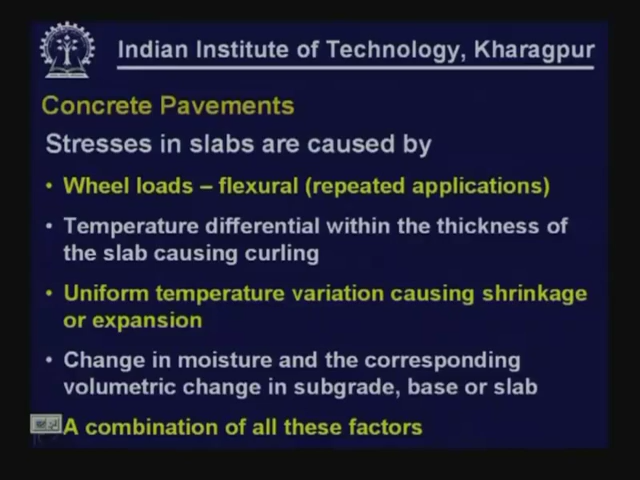 Indian Institute of Technology, Kharagpur
Concrete Pavements
Stresses in slabs are caused by
• Wheel loads – flexural (repeated applications)
• Temperature differential within the thickness of
the slab causing curling
• Uniform temperature variation causing shrinkage
or expansion
• Change in moisture and the corresponding
volumetric change in subgrade, base or slab
A combination of all these factors